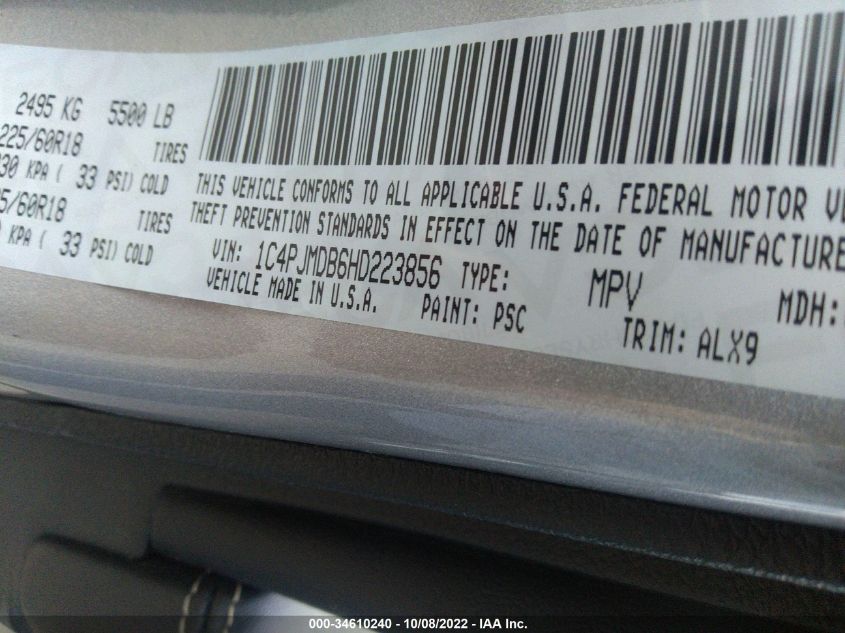 2495 KG 5500 LB
225/60R18 TIRES
KPA ( 33 PSI) COLD
/60R18 TIRES
KPA ( 33 PSI) COLD
THIS VEHICLE CONFORMS TO ALL APPLICABLE U.S.A. FEDERAL MOTOR
THEFT PREVENTION STANDARDS IN EFFECT ON THE DATE OF MANUFACTURE
VIN: 1C4PJMDB6HD223856 TYPE: MPV MDH:
VEHICLE MADE IN U.S.A. PAINT: PSC TRIM: ALX9
000-34610240 - 10/08/2022 - IAA Inc.